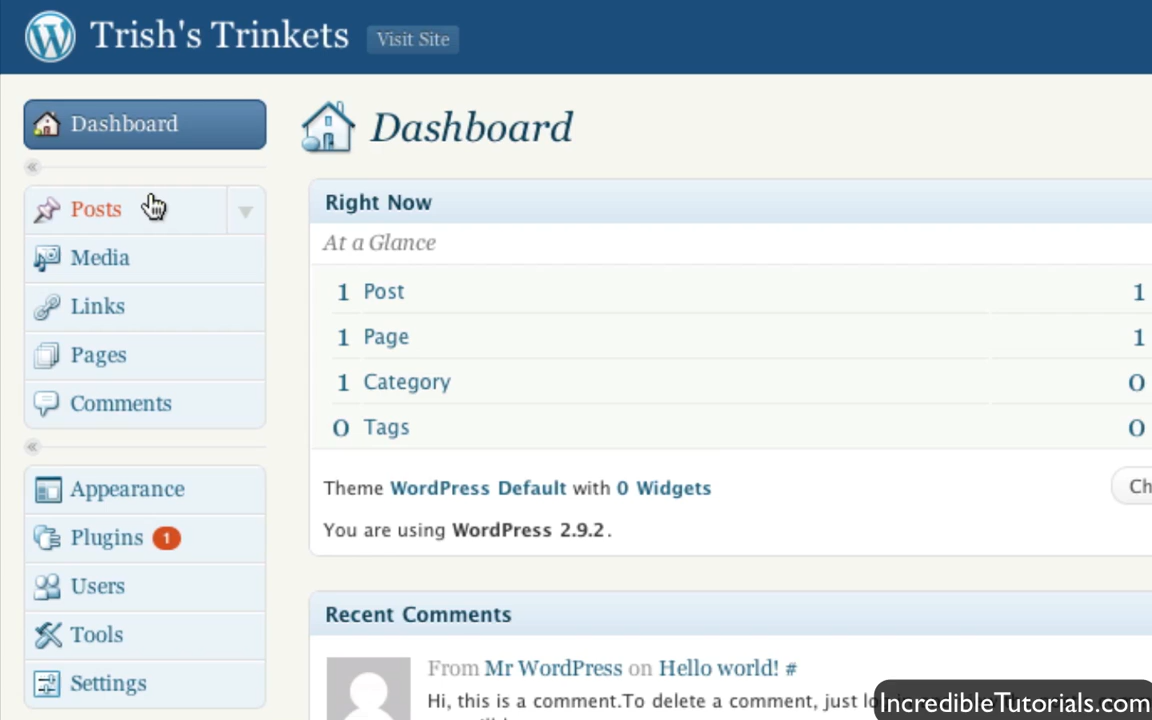 Trish's Trinkets Visit Site
Dashboard
Posts
Media
Links
Pages
Comments
Appearance
Plugins 1
Users
Tools
Settings
Dashboard
Right Now
At a Glance
1 Post 1
1 Page 1
1 Category 0
0 Tags 0
Theme WordPress Default with 0 Widgets
Ch
You are using WordPress 2.9.2.
Recent Comments
From Mr WordPress on Hello world! #
Hi, this is a comment.To delete a comment, just
IncredibleTutorials.com